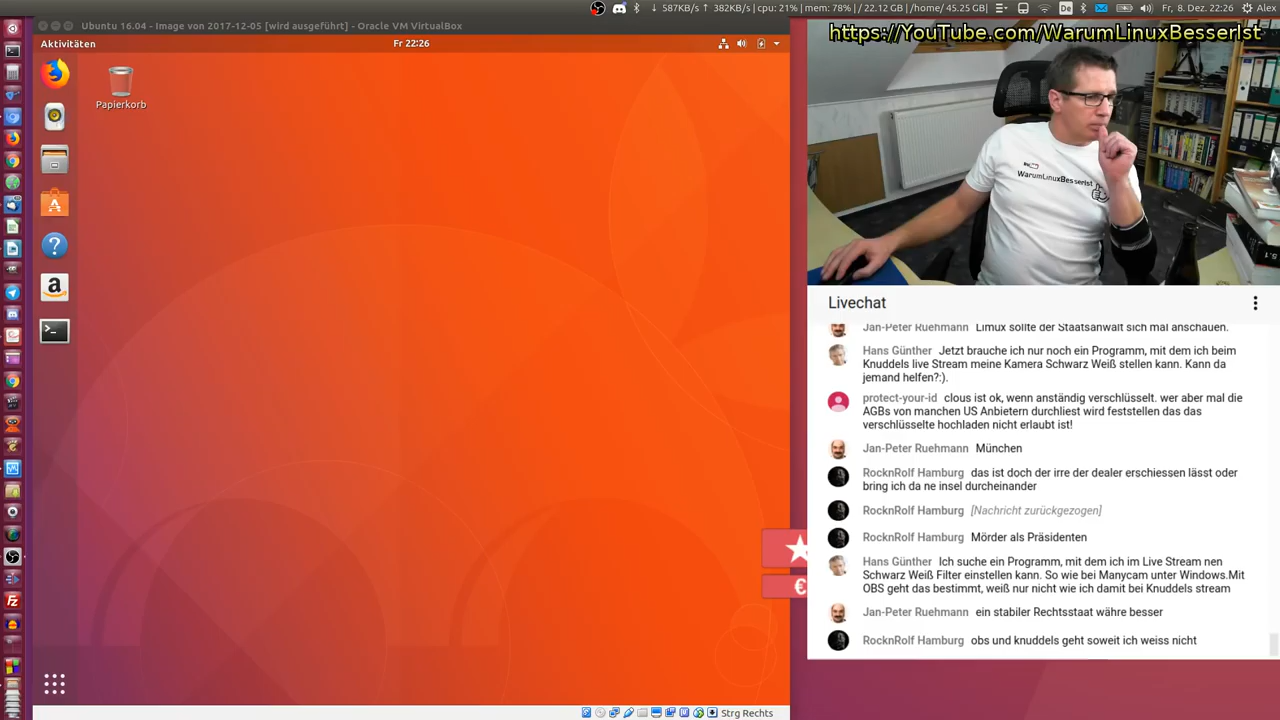 Ubuntu 16.04 - Image von 2017-12-05 [wird ausgeführt] - Oracle VM VirtualBox
587KB/s 382KB/s cpu: 21% mem: 78% 22.12 GB /home/ 45.25 GB
De
Fr, 8. Dez, 22:26
Alex
Aktivitäten
Fr 22:26
Papierkorb
Strg Rechts
https://YouTube.com/WarumLinuxBesserIst
WarumLinuxBesserIst
5.1
Livechat
Jan-Peter Ruehmann Limux sollte der Staatsanwalt sich mal anschauen.
Hans Günther Jetzt brauche ich nur noch ein Programm, mit dem ich beim
Knuddels live Stream meine Kamera Schwarz Weiß stellen kann. Kann da
jemand helfen?:).
protect-your-id clous ist ok, wenn anständig verschlüsselt. wer aber mal die
AGBs von manchen US Anbietern durchliest wird feststellen das das
verschlüsselte hochladen nicht erlaubt ist!
Jan-Peter Ruehmann München
RocknRolf Hamburg das ist doch der irre der dealer erschiessen lässt oder
bring ich da ne insel durcheinander
RocknRolf Hamburg [Nachricht zurückgezogen]
RocknRolf Hamburg Mörder als Präsidenten
Hans Günther Ich suche ein Programm, mit dem ich im Live Stream nen
Schwarz Weiß Filter einstellen kann. So wie bei Manycam unter Windows.Mit
OBS geht das bestimmt, weiß nur nicht wie ich damit bei Knuddels stream
Jan-Peter Ruehmann ein stabiler Rechtsstaat währe besser
RocknRolf Hamburg obs und knuddels geht soweit ich weiss nicht